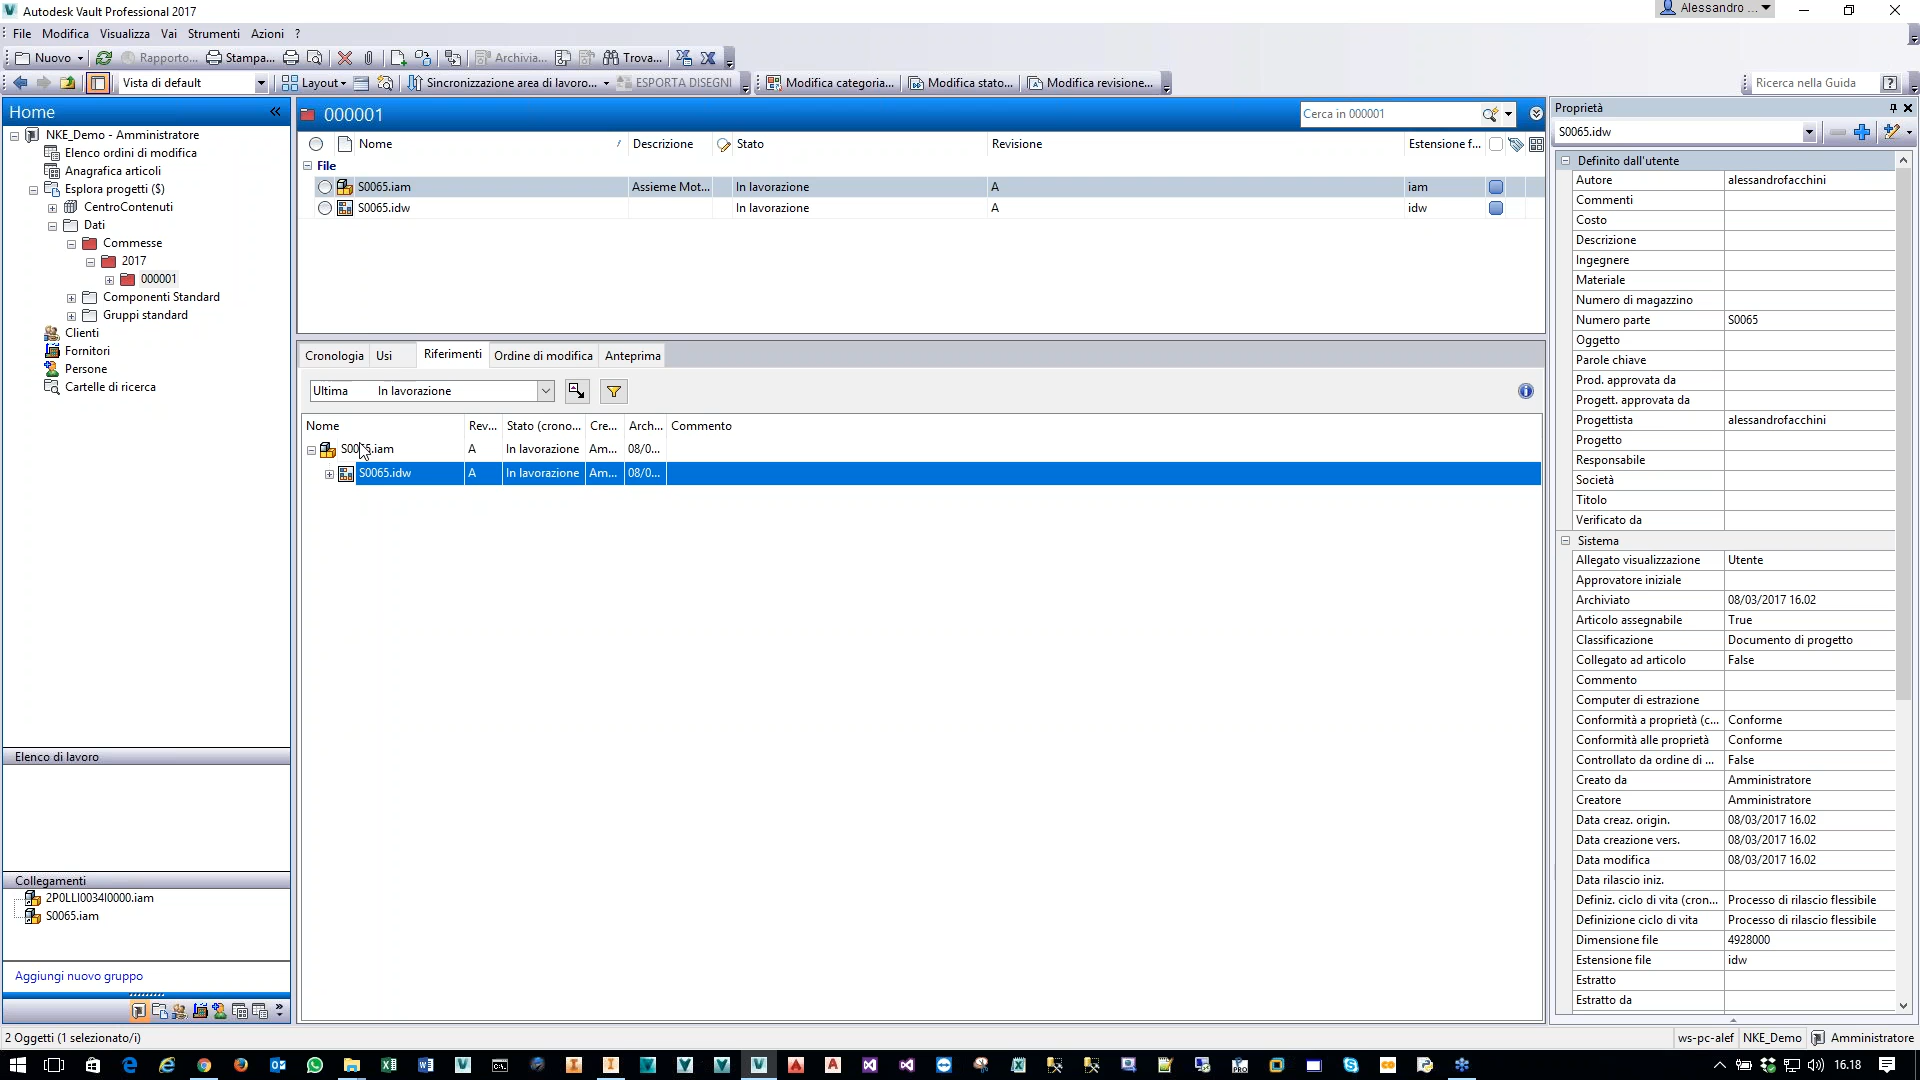 Autodesk Vault Professional 2017
Alessandro ...
File Modifica Visualizza Vai Strumenti Azioni ?
Nuovo Rapporto... Stampa... Archivia... Trova...
Vista di default Layout Sincronizzazione area di lavoro... ESPORTA DISEGNI Modifica categoria... Modifica stato... Modifica revisione... Ricerca nella Guida
Home
NKE_Demo - Amministratore
Elenco ordini di modifica
Anagrafica articoli
Esplora progetti ($)
CentroContenuti
Dati
Commesse
2017
000001
Componenti Standard
Gruppi standard
Clienti
Fornitori
Persone
Cartelle di ricerca
Elenco di lavoro
Collegamenti
2P0LLI0034I0000.iam
S0065.iam
Aggiungi nuovo gruppo
000001
Cerca in 000001
Nome Descrizione Stato Revisione Estensione f...
File
S0065.iam Assieme Mot... In lavorazione A iam
S0065.idw In lavorazione A idw
Cronologia Usi Riferimenti Ordine di modifica Anteprima
Ultima In lavorazione
Nome Rev... Stato (crono... Cre... Arch... Commento
S0065.iam A In lavorazione Am... 08/0...
S0065.idw A In lavorazione Am... 08/0...
Proprietà
S0065.idw
Definito dall'utente
Autore alessandrofacchini
Commenti
Costo
Descrizione
Ingegnere
Materiale
Numero di magazzino
Numero parte S0065
Oggetto
Parole chiave
Prod. approvata da
Progett. approvata da
Progettista alessandrofacchini
Progetto
Responsabile
Società
Titolo
Verificato da
Sistema
Allegato visualizzazione Utente
Approvatore iniziale
Archiviato 08/03/2017 16.02
Articolo assegnabile True
Classificazione Documento di progetto
Collegato ad articolo False
Commento
Computer di estrazione
Conformità a proprietà (c... Conforme
Conformità alle proprietà Conforme
Controllato da ordine di ... False
Creato da Amministratore
Creatore Amministratore
Data creaz. origin. 08/03/2017 16.02
Data creazione vers. 08/03/2017 16.02
Data modifica 08/03/2017 16.02
Data rilascio iniz.
Definiz. ciclo di vita (cron... Processo di rilascio flessibile
Definizione ciclo di vita Processo di rilascio flessibile
Dimensione file 4928000
Estensione file idw
Estratto
Estratto da
2 Oggetti (1 selezionato/i)
ws-pc-alef NKE_Demo Amministratore
16.18